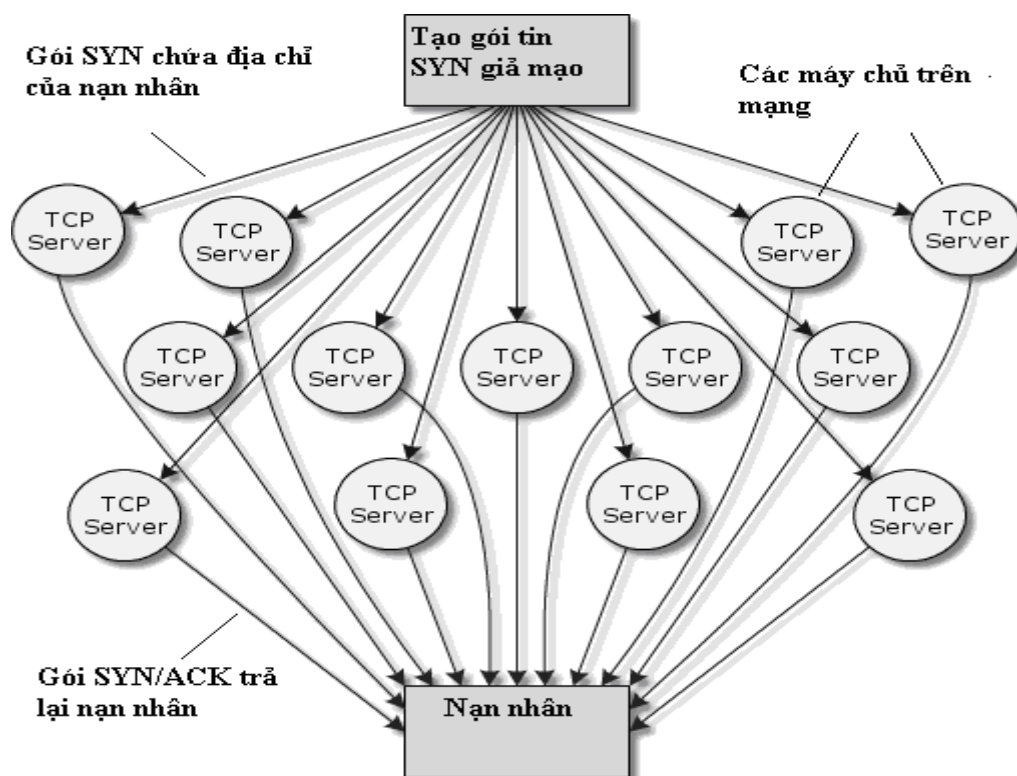 Tạo gói tin
SYN giả mạo
Gói SYN chứa địa chỉ
của nạn nhân
Các máy chủ trên
mạng
TCP
Server
TCP
Server
TCP
Server
TCP
Server
TCP
Server
TCP
Server
TCP
Server
TCP
Server
TCP
Server
TCP
Server
TCP
Server
TCP
Server
TCP
Server
Gói SYN/ACK trả
lại nạn nhân
Nạn nhân